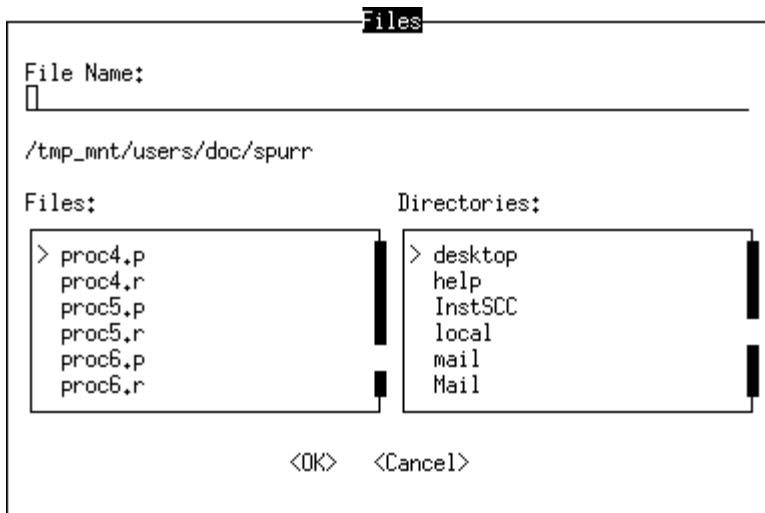 Files
File Name:
/tmp_mnt/users/doc/spurr
Files:
> proc4.p
proc4.r
proc5.p
proc5.r
proc6.p
proc6.r
Directories:
> desktop
help
InstSCC
local
mail
Mail
<OK> <Cancel>